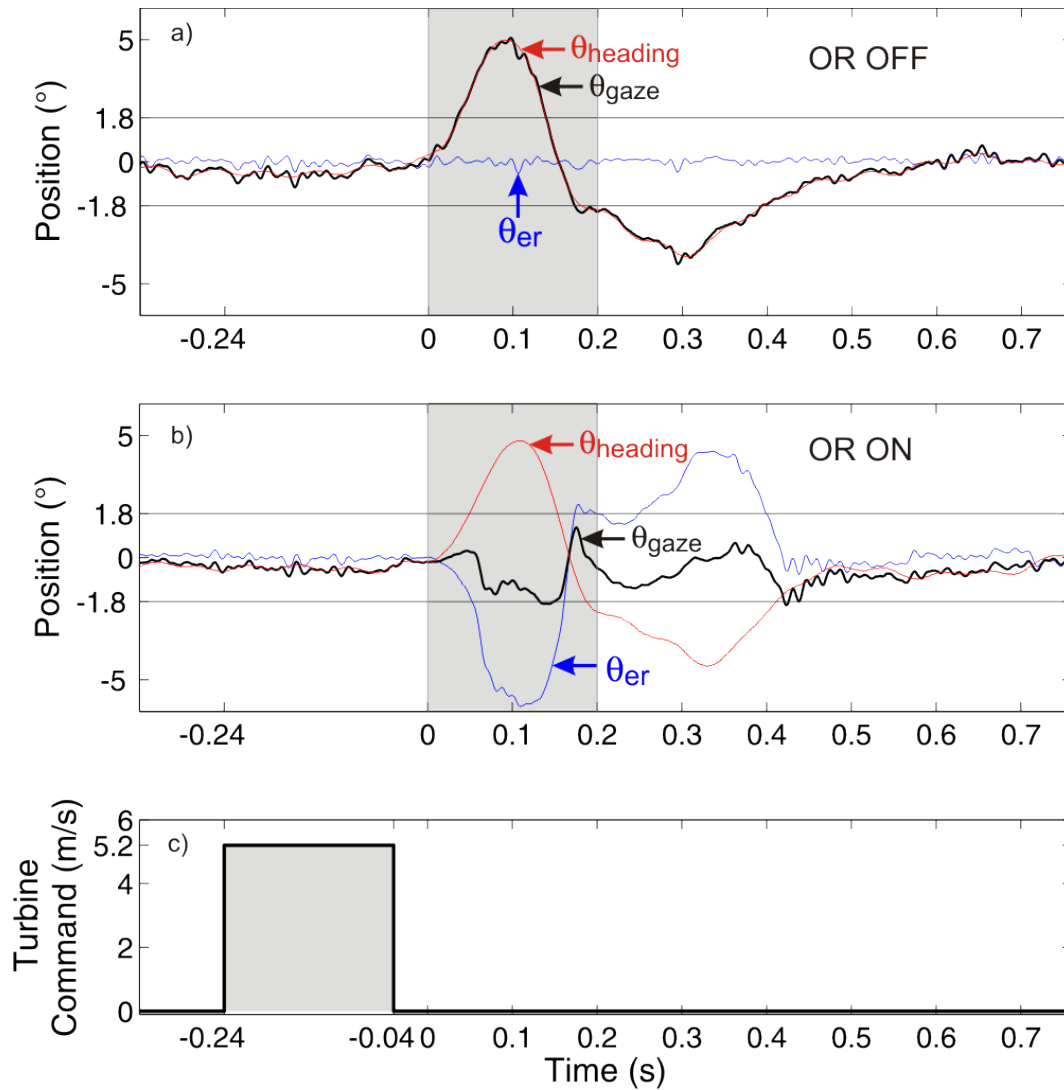 a)
OR OFF
θheading
θgaze
θer
Position (°)
5
1.8
0
-1.8
-5
-0.24 0 0.1 0.2 0.3 0.4 0.5 0.6 0.7
b)
OR ON
θheading
θgaze
θer
Position (°)
5
1.8
0
-1.8
-5
-0.24 0 0.1 0.2 0.3 0.4 0.5 0.6 0.7
c)
Turbine
Command (m/s)
6
5.2
4
2
0
-0.24 -0.04 0 0.1 0.2 0.3 0.4 0.5 0.6 0.7
Time (s)